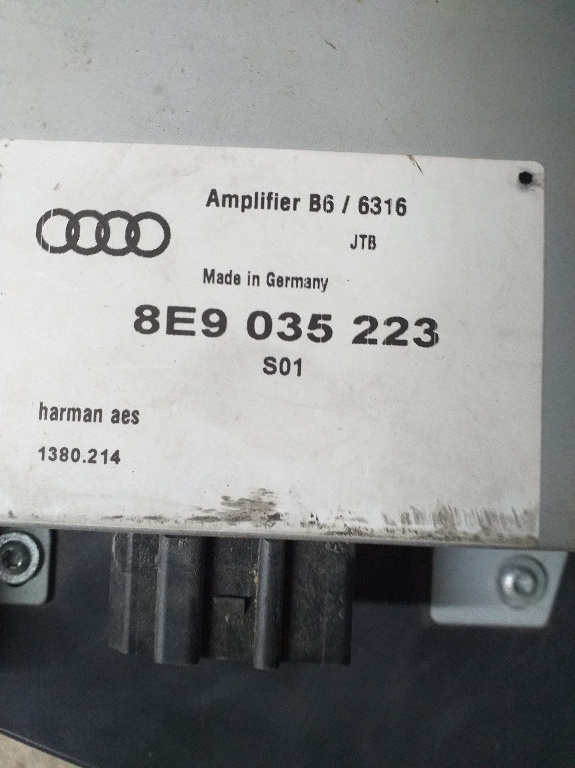 Amplifier B6 / 6316
JTB
Made in Germany
8E9 035 223
S01
harman aes
1380.214